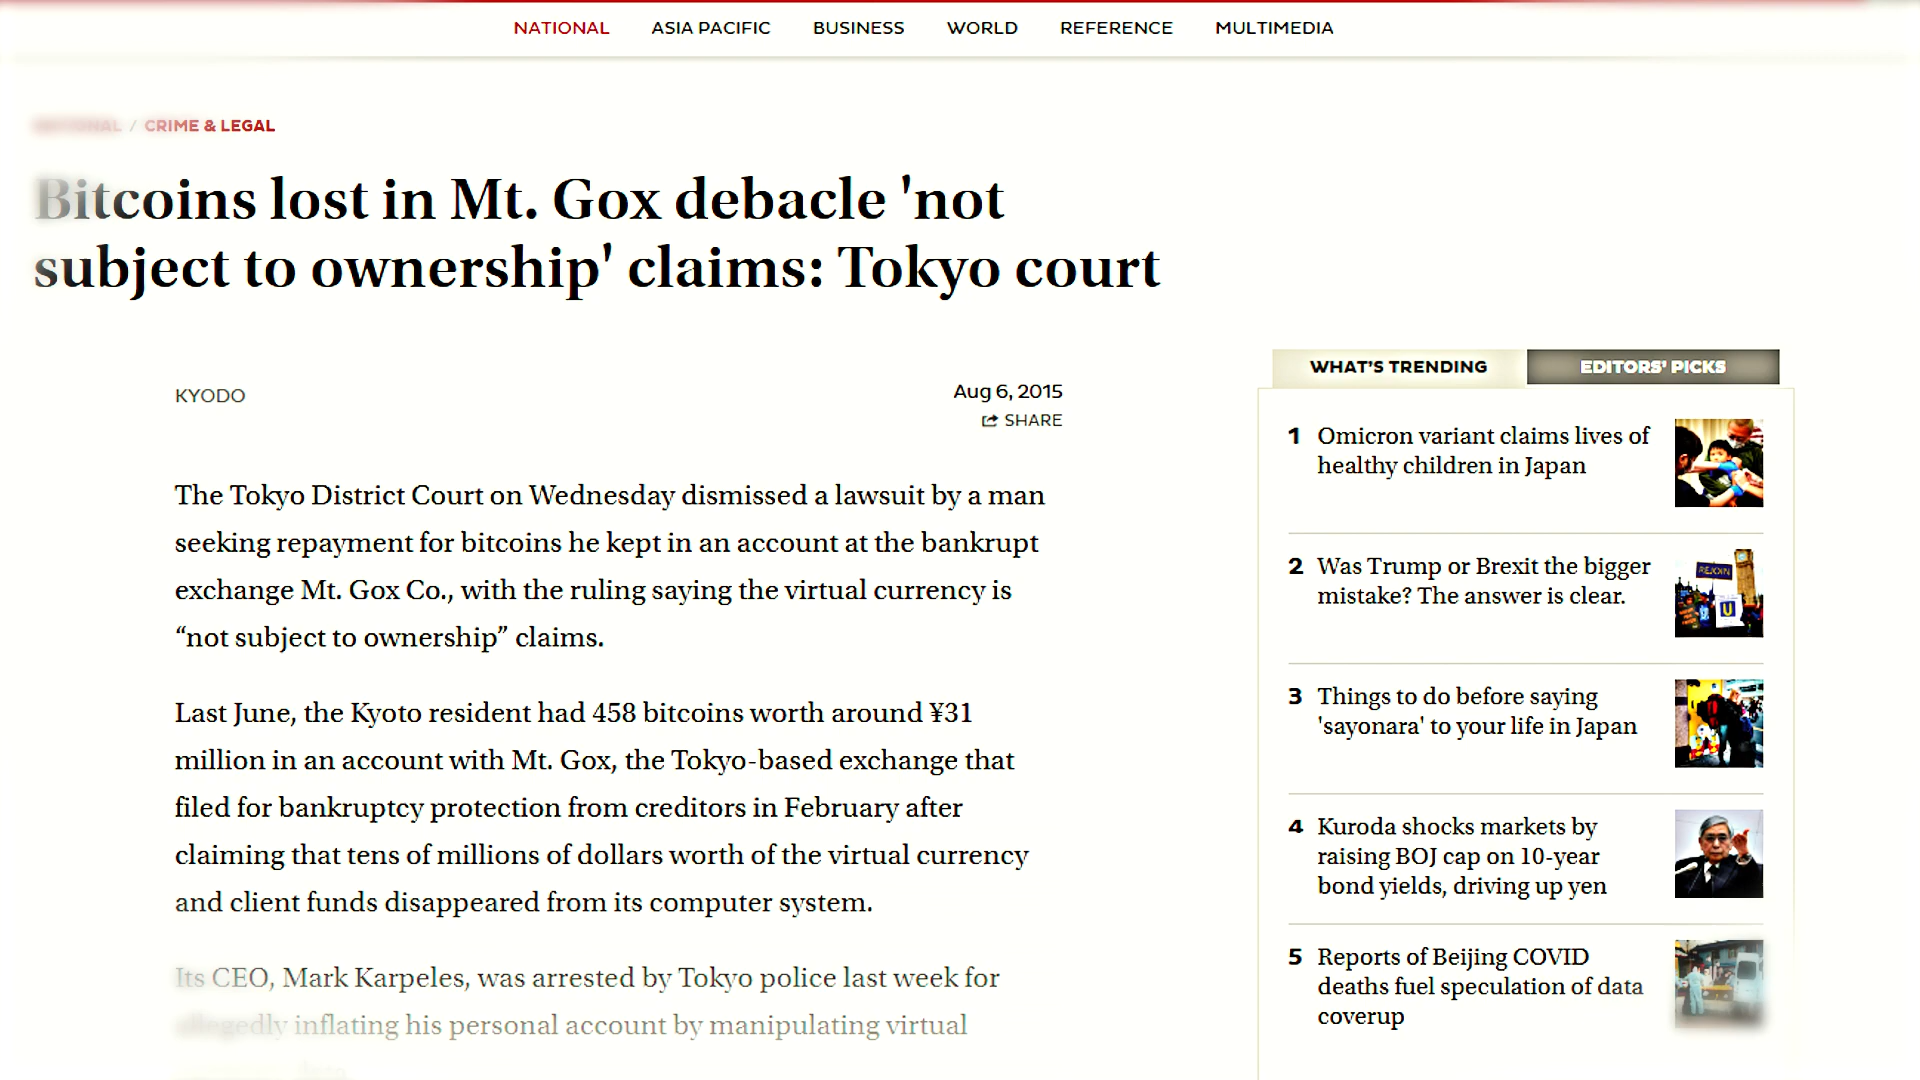 NATIONAL ASIA PACIFIC BUSINESS WORLD REFERENCE MULTIMEDIA
NATIONAL / CRIME & LEGAL
Bitcoins lost in Mt. Gox debacle 'not
subject to ownership' claims: Tokyo court
KYODO
Aug 6, 2015
SHARE
The Tokyo District Court on Wednesday dismissed a lawsuit by a man
seeking repayment for bitcoins he kept in an account at the bankrupt
exchange Mt. Gox Co., with the ruling saying the virtual currency is
“not subject to ownership” claims.
Last June, the Kyoto resident had 458 bitcoins worth around ¥31
million in an account with Mt. Gox, the Tokyo-based exchange that
filed for bankruptcy protection from creditors in February after
claiming that tens of millions of dollars worth of the virtual currency
and client funds disappeared from its computer system.
Its CEO, Mark Karpeles, was arrested by Tokyo police last week for
allegedly inflating his personal account by manipulating virtual
WHAT'S TRENDING EDITORS' PICKS
1 Omicron variant claims lives of
healthy children in Japan
2 Was Trump or Brexit the bigger
mistake? The answer is clear.
REJOIN
U
3 Things to do before saying
'sayonara' to your life in Japan
4 Kuroda shocks markets by
raising BOJ cap on 10-year
bond yields, driving up yen
5 Reports of Beijing COVID
deaths fuel speculation of data
coverup